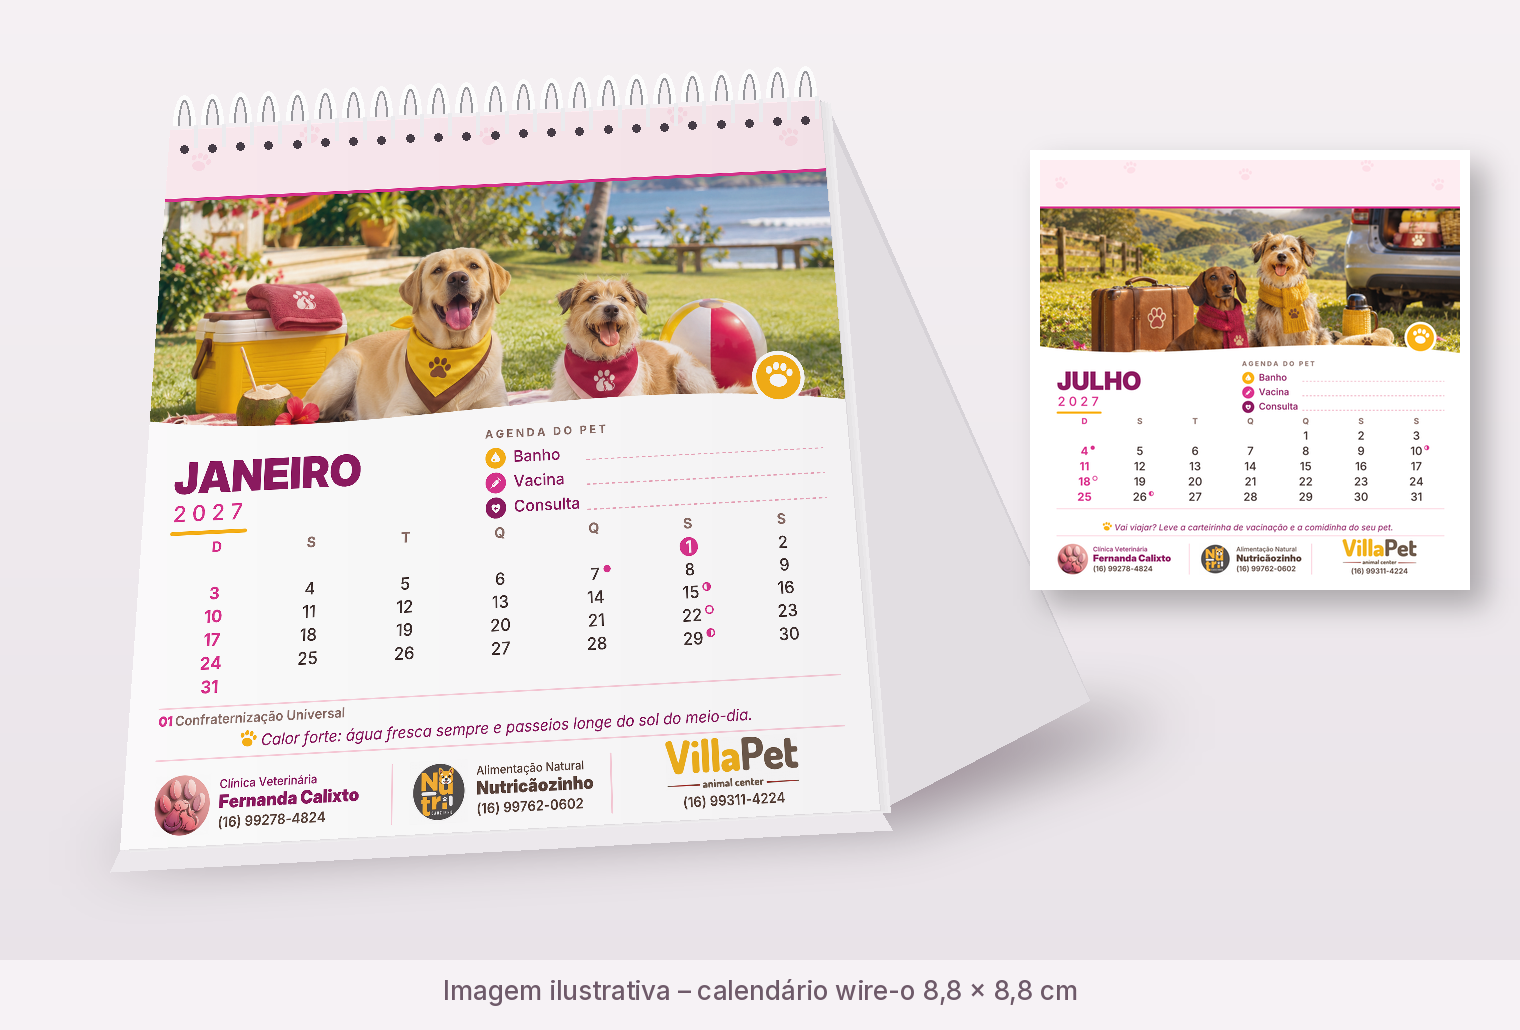 JANEIRO
2027
AGENDA DO PET
Banho
Vacina
Consulta
D S T Q Q S S
1 2
3 4 5 6 7 8 9
10 11 12 13 14 15 16
17 18 19 20 21 22 23
24 25 26 27 28 29 30
31
01 Confraternização Universal
Calor forte: água fresca sempre e passeios longe do sol do meio-dia.
Clínica Veterinária
Fernanda Calixto
(16) 99278-4824
Nutri
Alimentação Natural
Nutricãozinho
(16) 99762-0602
VillaPet
animal center
(16) 99311-4224
JULHO
2027
AGENDA DO PET
Banho
Vacina
Consulta
D S T Q Q S S
1 2 3
4 5 6 7 8 9 10
11 12 13 14 15 16 17
18 19 20 21 22 23 24
25 26 27 28 29 30 31
Vai viajar? Leve a carteirinha de vacinação e a comidinha do seu pet.
Clínica Veterinária
Fernanda Calixto
(16) 99278-4824
Nutri
Alimentação Natural
Nutricãozinho
(16) 99762-0602
VillaPet
animal center
(16) 99311-4224
Imagem ilustrativa – calendário wire-o 8,8 × 8,8 cm